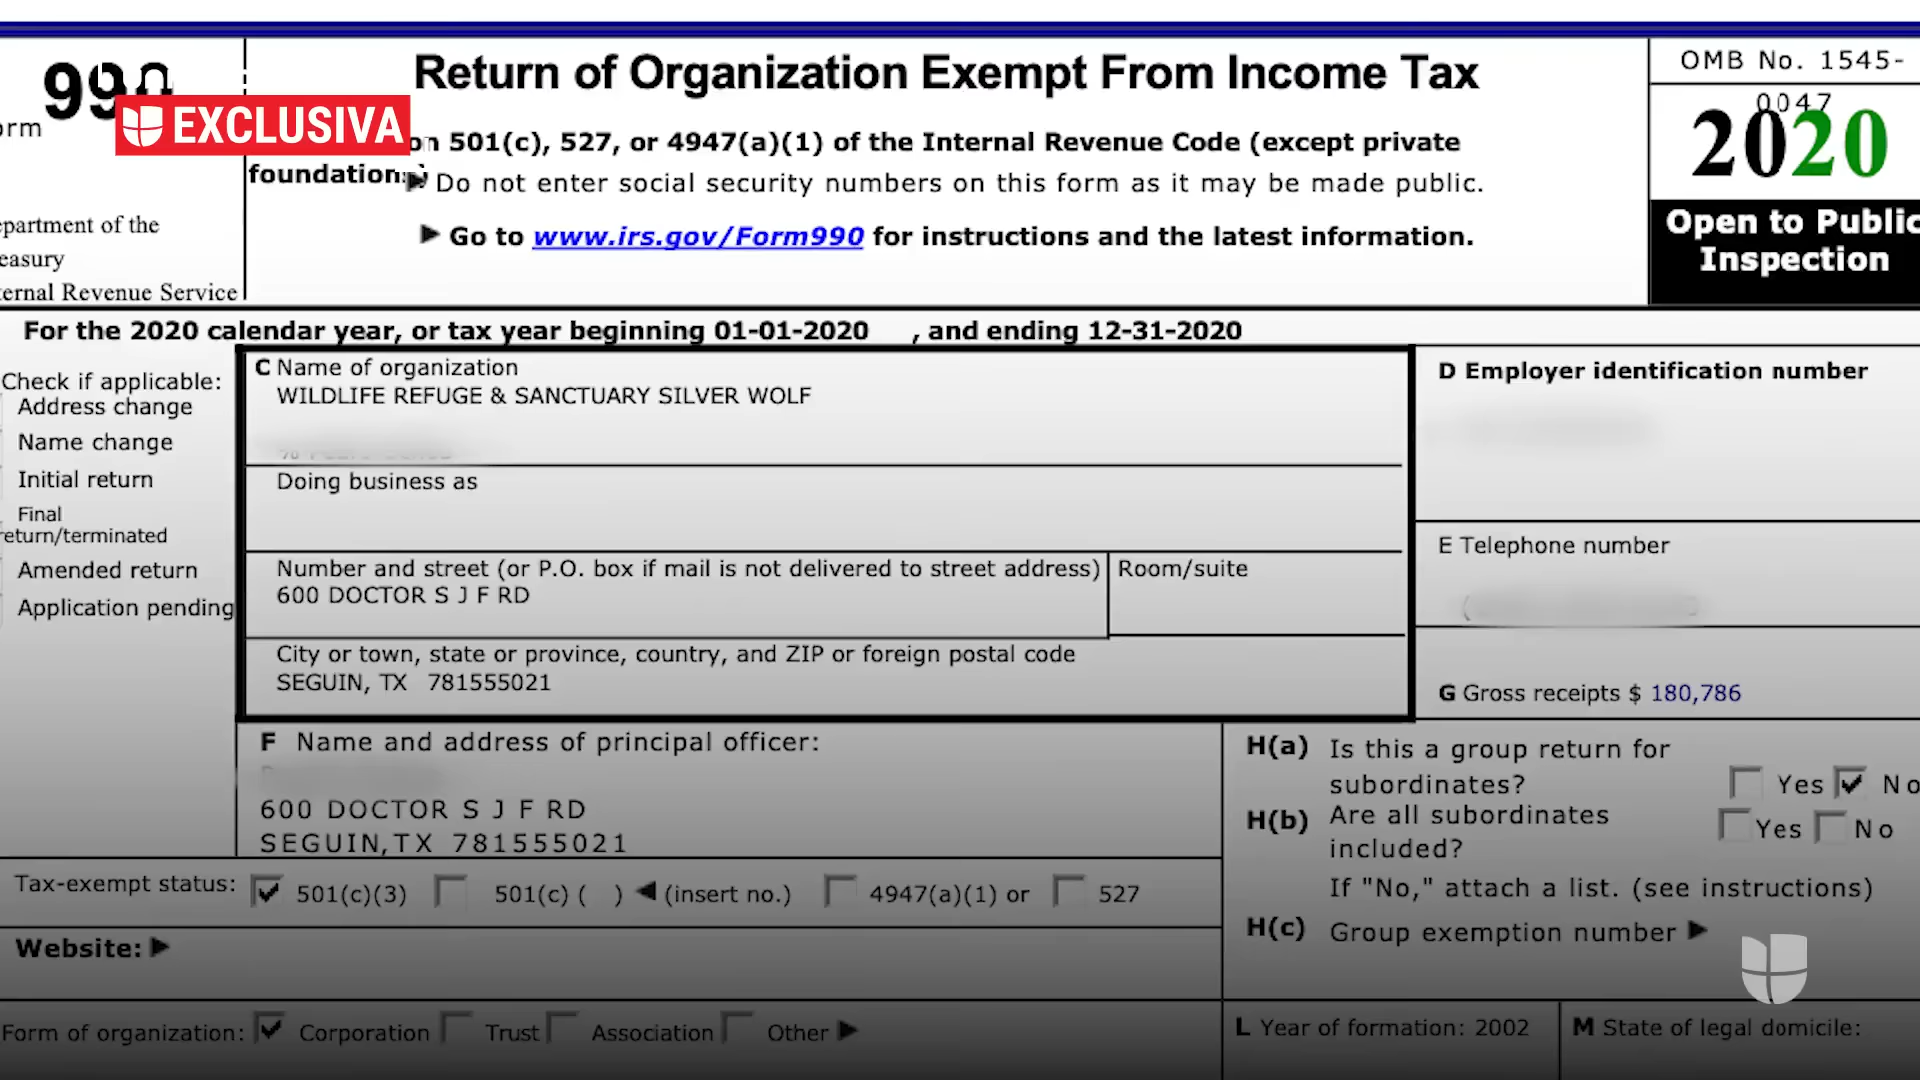 990
Return of Organization Exempt From Income Tax
OMB No. 1545-
0047
EXCLUSIVA
501(c), 527, or 4947(a)(1) of the Internal Revenue Code (except private
▶ Do not enter social security numbers on this form as it may be made public.
2020
▶ Go to www.irs.gov/Form990 for instructions and the latest information.
Open to Public
Inspection
of the
Revenue Service
For the 2020 calendar year, or tax year beginning 01-01-2020 , and ending 12-31-2020
Check if applicable:
Address change
Name change
Initial return
Final
return/terminated
Amended return
Application pending
C Name of organization
WILDLIFE REFUGE & SANCTUARY SILVER WOLF
Doing business as
Number and street (or P.O. box if mail is not delivered to street address)
Room/suite
600 DOCTOR S J F RD
City or town, state or province, country, and ZIP or foreign postal code
SEGUIN, TX 781555021
D Employer identification number
E Telephone number
G Gross receipts $ 180,786
F Name and address of principal officer:
600 DOCTOR S J F RD
SEGUIN,TX 781555021
H(a) Is this a group return for
subordinates?
Yes No
H(b) Are all subordinates
included?
Yes No
If "No," attach a list. (see instructions)
H(c) Group exemption number ▶
Tax-exempt status: 501(c)(3) 501(c) ( ) ◀ (insert no.) 4947(a)(1) or 527
Website: ▶
Form of organization: Corporation Trust Association Other ▶
L Year of formation: 2002
M State of legal domicile: